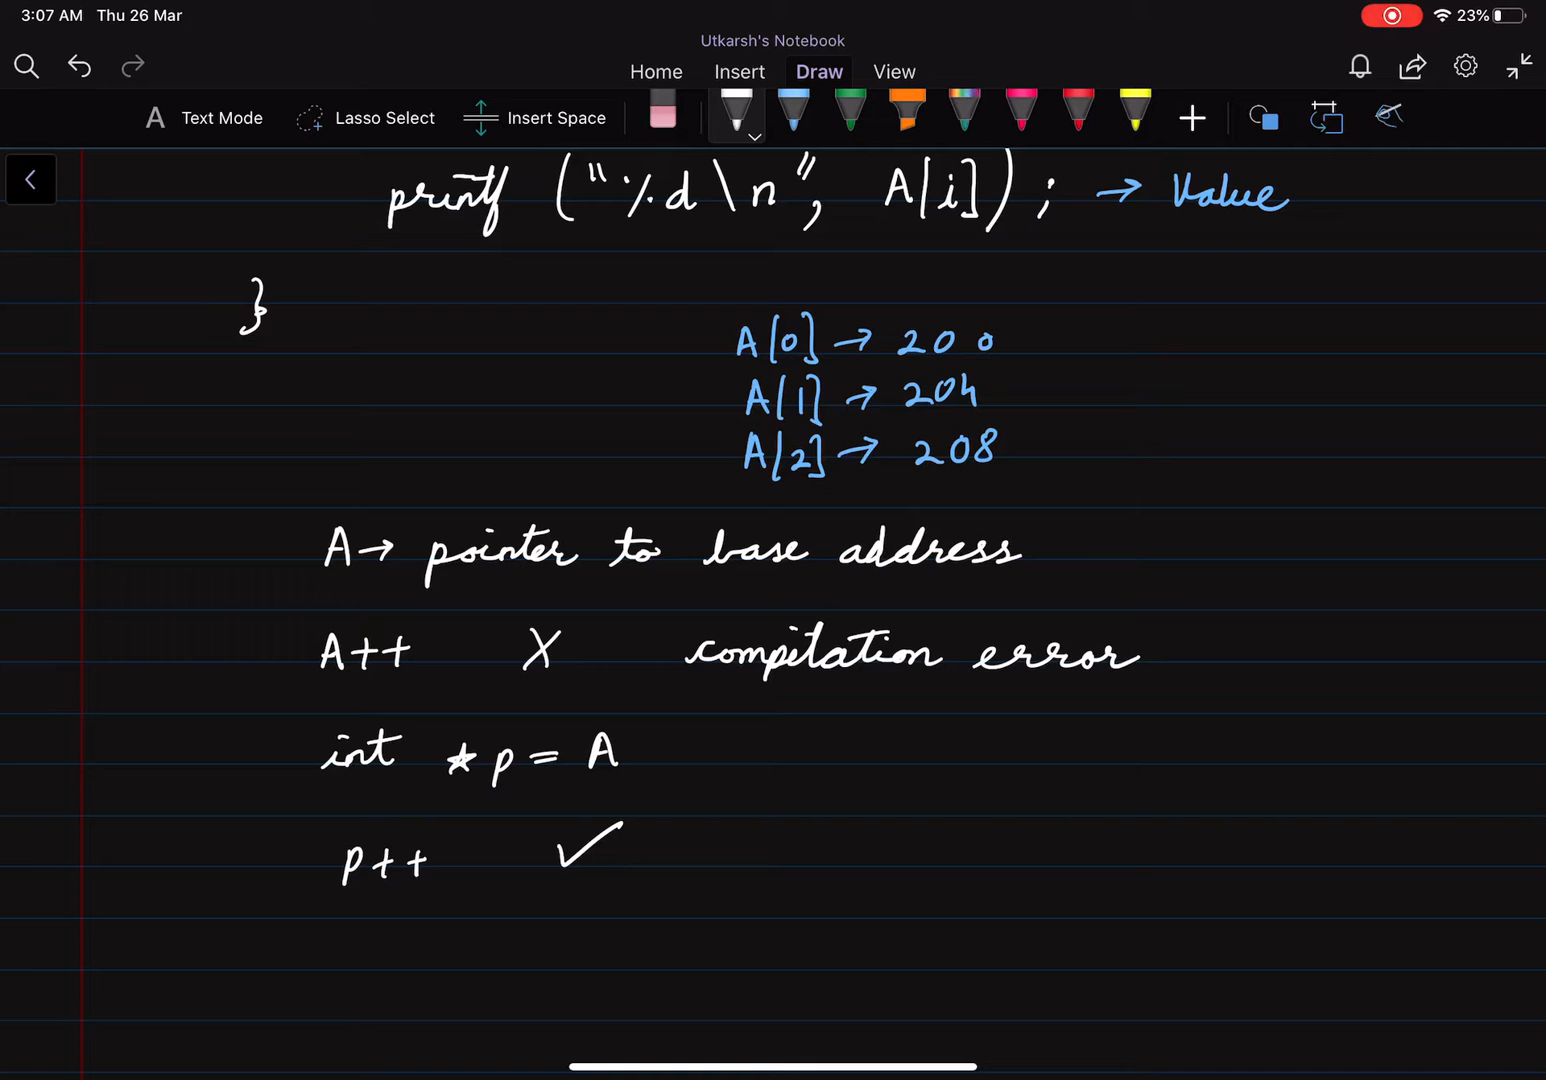 3:07 AM Thu 26 Mar
23%
Utkarsh's Notebook
Home Insert Draw View
A Text Mode Lasso Select Insert Space
printf ("%d\n", A[i]); → Value
}
A[0] → 200
A[1] → 204
A[2] → 208
A → pointer to base address
A++ X compilation error
int *p = A
p++ ✓